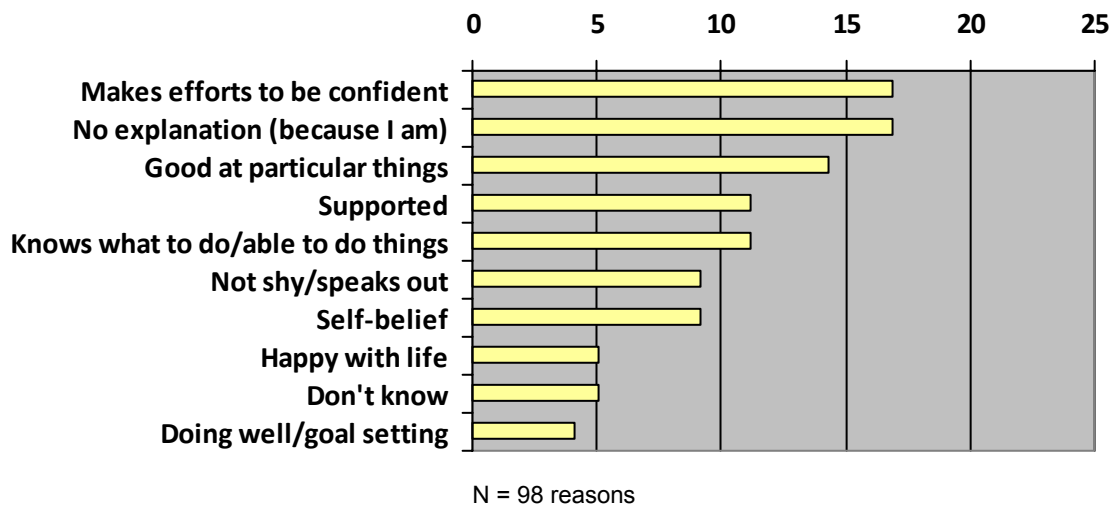 0 5 10 15 20 25
Makes efforts to be confident
No explanation (because I am)
Good at particular things
Supported
Knows what to do/able to do things
Not shy/speaks out
Self-belief
Happy with life
Don't know
Doing well/goal setting
N = 98 reasons